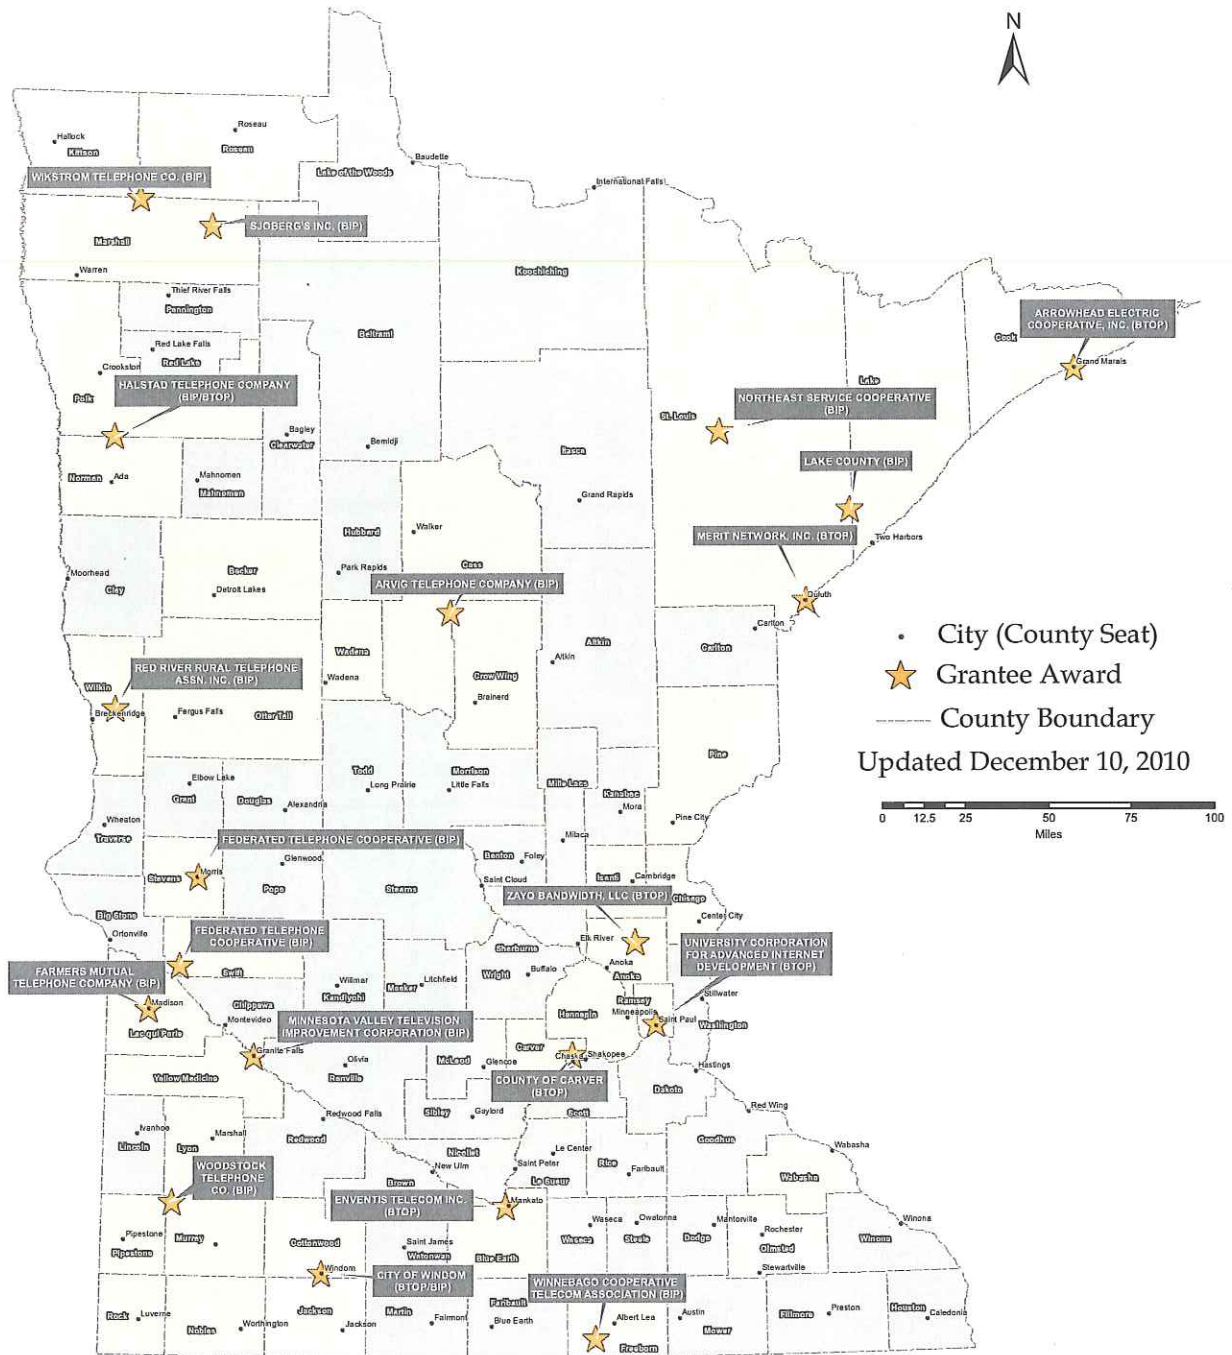 N
Hallock
Kittson
Roseau
Roseau
Lake of the Woods
Baudette
International Falls
WIKSTROM TELEPHONE CO. (BIP)
SJOBERG'S INC. (BIP)
Marshall
Warren
Koochiching
Thief River Falls
Pennington
Beltrami
Red Lake Falls
Red Lake
Crookston
Polk
ARROWHEAD ELECTRIC
COOPERATIVE, INC. (BTOP)
Cook
Grand Marais
HALSTAD TELEPHONE COMPANY
(BIP/BTOP)
Lake
NORTHEAST SERVICE COOPERATIVE
(BIP)
St. Louis
Bagley
Clearwater
Bemidji
Itasca
LAKE COUNTY (BIP)
Norman
Ada
Mahnomen
Mahnomen
Grand Rapids
Hubbard
Walker
MERIT NETWORK, INC. (BTOP)
Two Harbors
Moorhead
Clay
Becker
Detroit Lakes
Park Rapids
Cass
ARVIG TELEPHONE COMPANY (BIP)
Duluth
Carlton
Carlton
Aitkin
Aitkin
Wadena
Wadena
Crow Wing
Brainerd
RED RIVER RURAL TELEPHONE
ASSN. INC. (BIP)
Wilkin
Breckenridge
Fergus Falls
Otter Tail
City (County Seat)
Grantee Award
County Boundary
Updated December 10, 2010
0 12.5 25 50 75 100
Miles
Pine
Elbow Lake
Grant
Douglas
Alexandria
Todd
Long Prairie
Morrison
Little Falls
Mille Lacs
Kanabec
Mora
Pine City
Wheaton
Traverse
FEDERATED TELEPHONE COOPERATIVE (BIP)
Milaca
Benton
Foley
Stevens
Morris
Glenwood
Pope
Stearns
Saint Cloud
Isanti
Cambridge
ZAYO BANDWIDTH, LLC (BTOP)
Chisago
Center City
Big Stone
Ortonville
FEDERATED TELEPHONE
COOPERATIVE (BIP)
Sherburne
Elk River
UNIVERSITY CORPORATION
FOR ADVANCED INTERNET
DEVELOPMENT (BTOP)
FARMERS MUTUAL
TELEPHONE COMPANY (BIP)
Swift
Willmar
Kandiyohi
Litchfield
Meeker
Wright
Buffalo
Anoka
Anoka
Ramsey
Stillwater
Madison
Lac qui Parle
Chippewa
Montevideo
MINNESOTA VALLEY TELEVISION
IMPROVEMENT CORPORATION (BIP)
Hennepin
Minneapolis
Saint Paul
Washington
Granite Falls
Olivia
Renville
McLeod
Glencoe
Carver
Chaska
Shakopee
Yellow Medicine
COUNTY OF CARVER
(BTOP)
Hastings
Dakota
Redwood Falls
Sibley
Gaylord
Scott
Red Wing
Ivanhoe
Lincoln
Lyon
Marshall
Redwood
Nicollet
Le Center
Goodhue
Wabasha
WOODSTOCK
TELEPHONE
CO. (BIP)
Brown
New Ulm
Saint Peter
Le Sueur
Rice
Faribault
Wabasha
ENVENTIS TELECOM INC.
(BTOP)
Mankato
Pipestone
Pipestone
Murray
Cottonwood
Saint James
Watonwan
Blue Earth
Waseca
Waseca
Owatonna
Steele
Mantorville
Dodge
Rochester
Olmsted
Winona
Winona
Stewartville
Windom
CITY OF WINDOM
(BTOP/BIP)
WINNEBAGO COOPERATIVE
TELECOM ASSOCIATION (BIP)
Rock
Luverne
Nobles
Worthington
Jackson
Jackson
Martin
Fairmont
Faribault
Blue Earth
Albert Lea
Freeborn
Austin
Mower
Fillmore
Preston
Houston
Caledonia